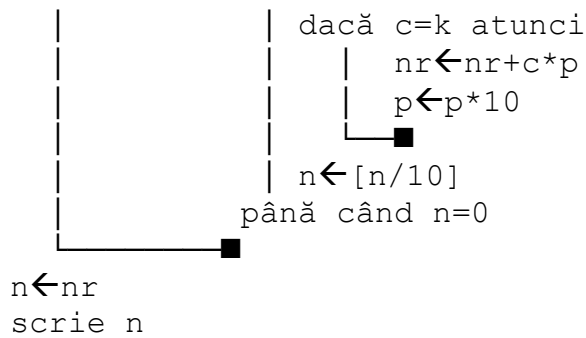 dacă c=k atunci
nr←nr+c*p
p←p*10
n←[n/10]
până când n=0
n←nr
scrie n